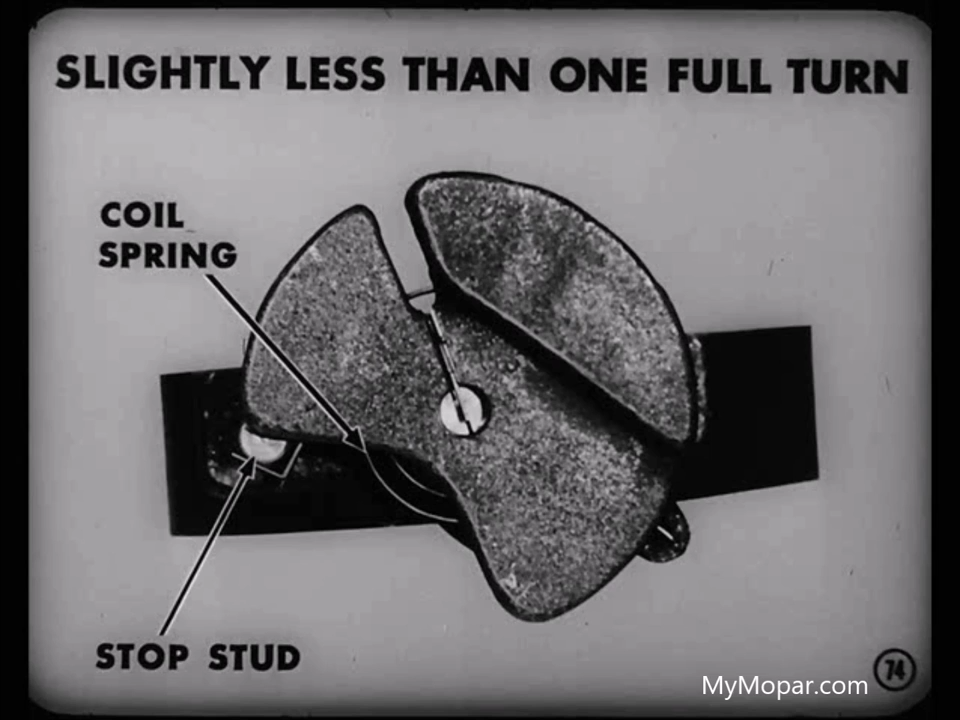 SLIGHTLY LESS THAN ONE FULL TURN
COIL
SPRING
STOP STUD
74
MyMopar.com